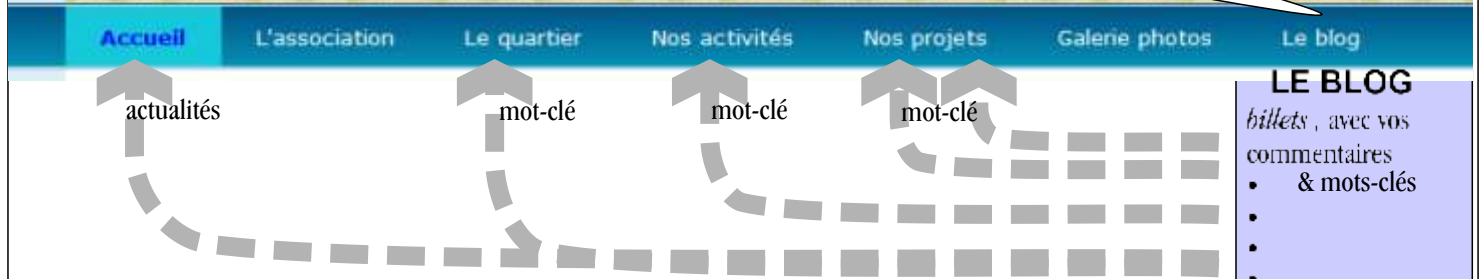 Accueil L'association Le quartier Nos activités Nos projets Galerie photos Le blog
LE BLOG
actualités mot-clé mot-clé mot-clé
billets , avec vos
commentaires
• & mots-clés
•
•
•